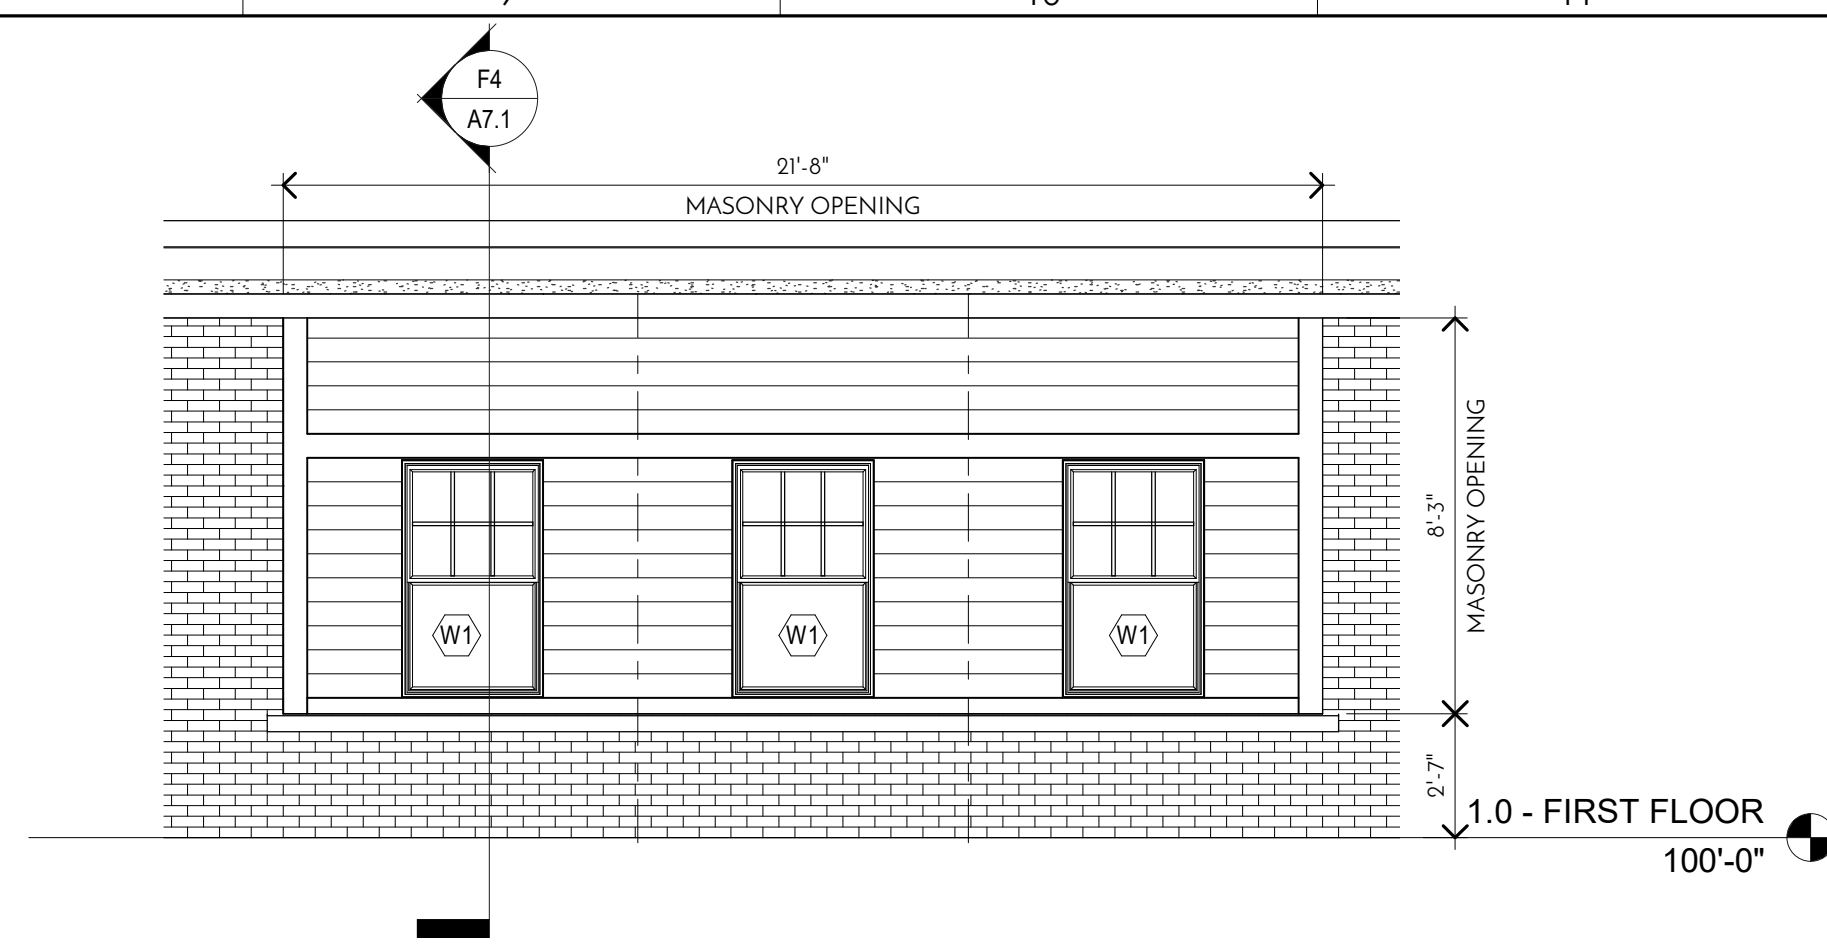 F4
A7.1
21'-8"
MASONRY OPENING
8'-3"
MASONRY OPENING
W1
W1
W1
2'-7"
1.0 - FIRST FLOOR
100'-0"